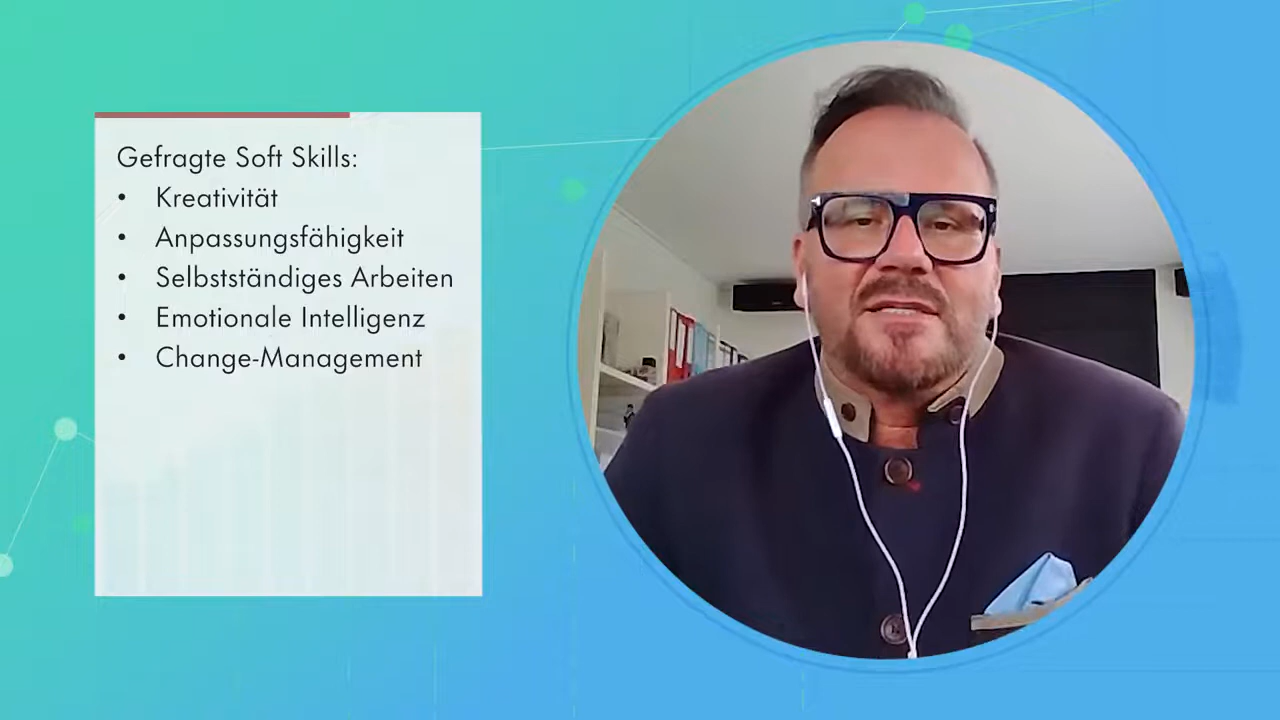 Gefragte Soft Skills:
• Kreativität
• Anpassungsfähigkeit
• Selbstständiges Arbeiten
• Emotionale Intelligenz
• Change-Management